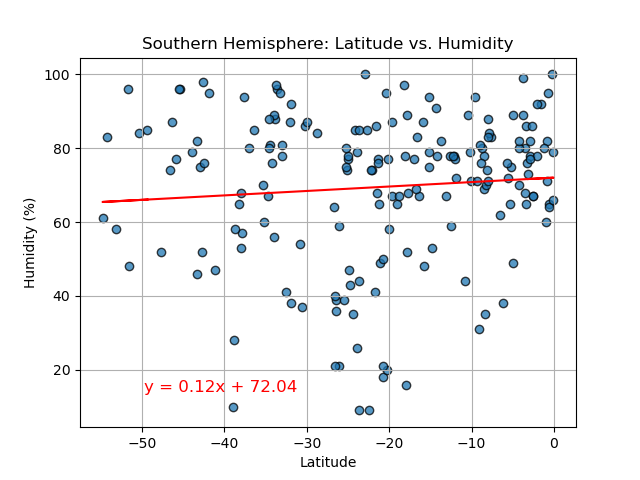 Southern Hemisphere: Latitude vs. Humidity
Humidity (%)
100
80
60
40
20
y = 0.12x + 72.04
−50
−40
−30
−20
−10
0
Latitude